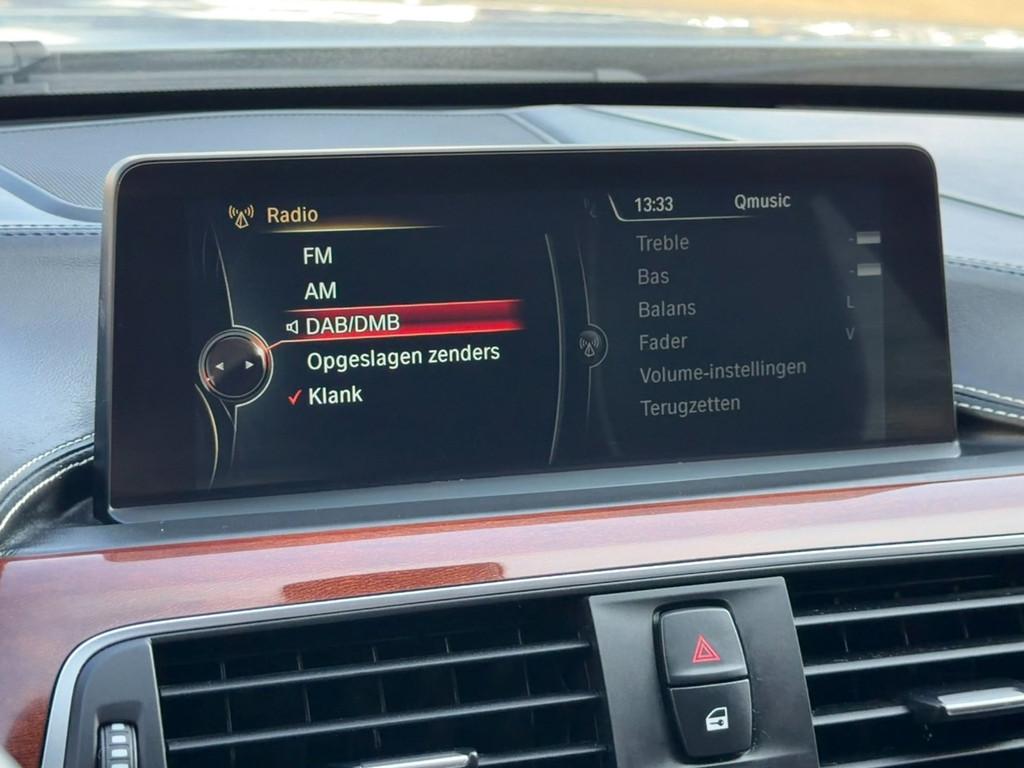 Radio
FM
AM
DAB/DMB
Opgeslagen zenders
Klank
13:33 Qmusic
Treble
Bas
Balans L
Fader V
Volume-instellingen
Terugzetten